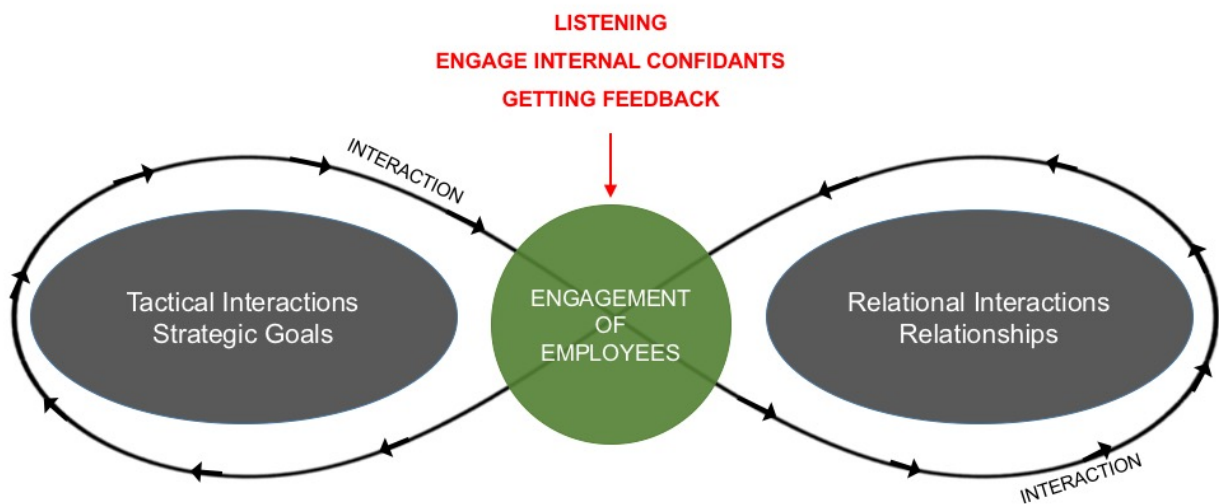 LISTENING
ENGAGE INTERNAL CONFIDANTS
GETTING FEEDBACK
INTERACTION
Tactical Interactions
Strategic Goals
ENGAGEMENT
OF
EMPLOYEES
Relational Interactions
Relationships
INTERACTION